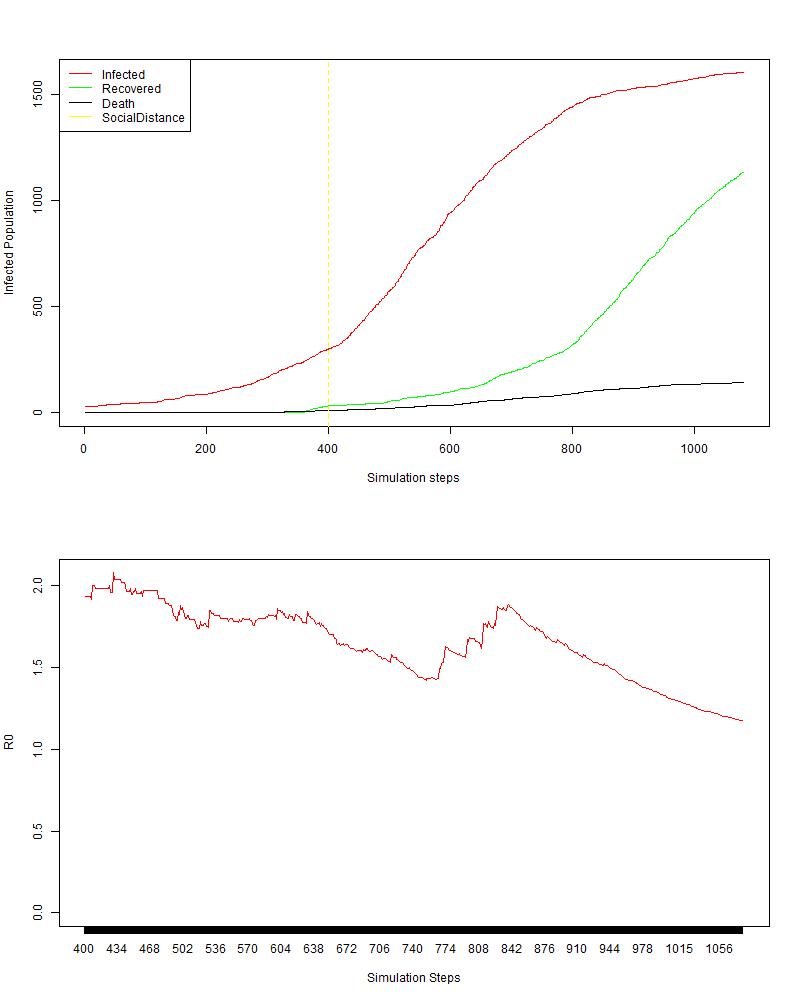 Infected
Recovered
Death
SocialDistance
Infected Population
1500
1000
500
0
0 200 400 600 800 1000
Simulation steps
R0
2.0
1.5
1.0
0.5
0.0
400 434 468 502 536 570 604 638 672 706 740 774 808 842 876 910 944 978 1015 1056
Simulation Steps